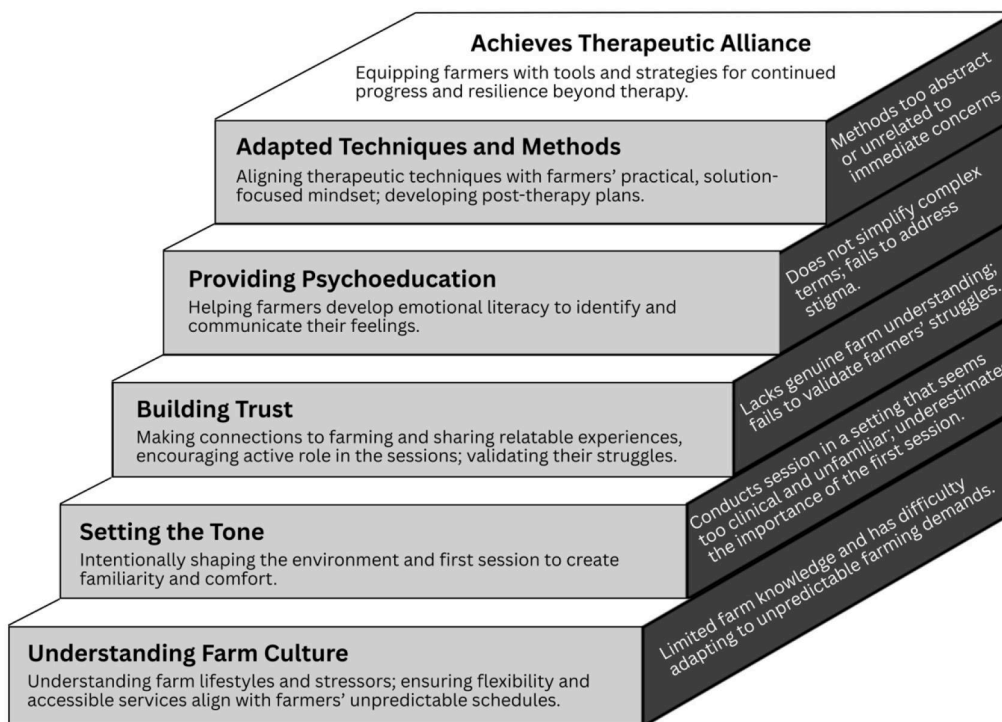 Achieves Therapeutic Alliance
Equipping farmers with tools and strategies for continued
progress and resilience beyond therapy.
Methods too abstract
or unrelated to
immediate concerns
Adapted Techniques and Methods
Aligning therapeutic techniques with farmers' practical, solution-
focused mindset; developing post-therapy plans.
Does not simplify complex
terms; fails to address
stigma.
Providing Psychoeducation
Helping farmers develop emotional literacy to identify and
communicate their feelings.
Lacks genuine farm understanding;
fails to validate farmers' struggles.
Building Trust
Making connections to farming and sharing relatable experiences,
encouraging active role in the sessions; validating their struggles.
Conducts session in a setting that seems
too clinical and unfamiliar; underestimate
the importance of the first session.
Setting the Tone
Intentionally shaping the environment and first session to create
familiarity and comfort.
Limited farm knowledge and has difficulty
adapting to unpredictable farming demands.
Understanding Farm Culture
Understanding farm lifestyles and stressors; ensuring flexibility and
accessible services align with farmers' unpredictable schedules.